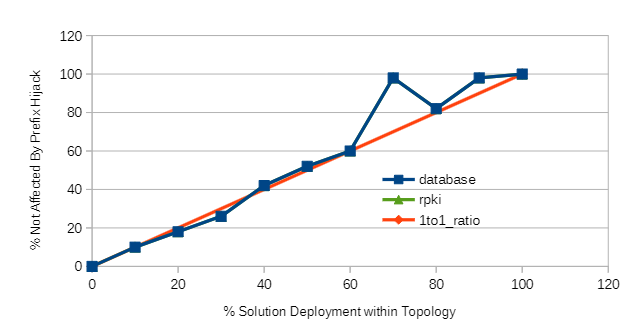 120
100
80
60
40
20
0
0 20 40 60 80 100 120
% Not Affected By Prefix Hijack
% Solution Deployment within Topology
database
rpki
1to1_ratio